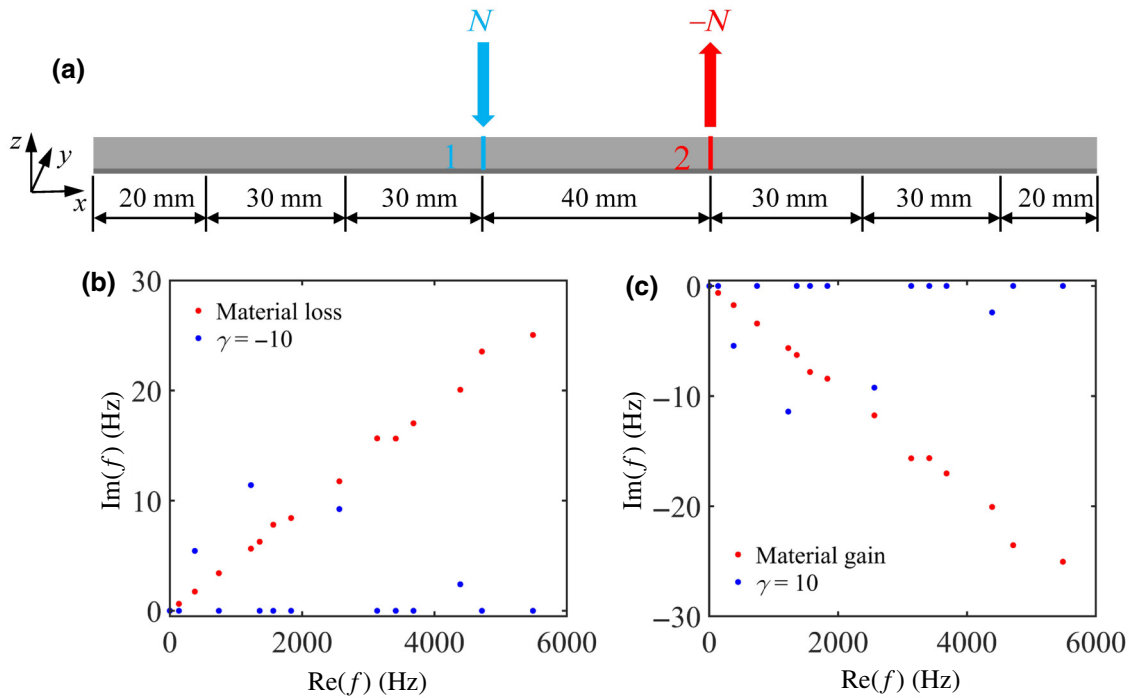 N –N
(a)
z y x
1 2
20 mm 30 mm 30 mm 40 mm 30 mm 30 mm 20 mm
(b)
30
20
10
0
Im(f) (Hz)
Material loss
γ = −10
0 2000 4000 6000
Re(f) (Hz)
(c)
0
−10
−20
−30
Im(f) (Hz)
Material gain
γ = 10
0 2000 4000 6000
Re(f) (Hz)